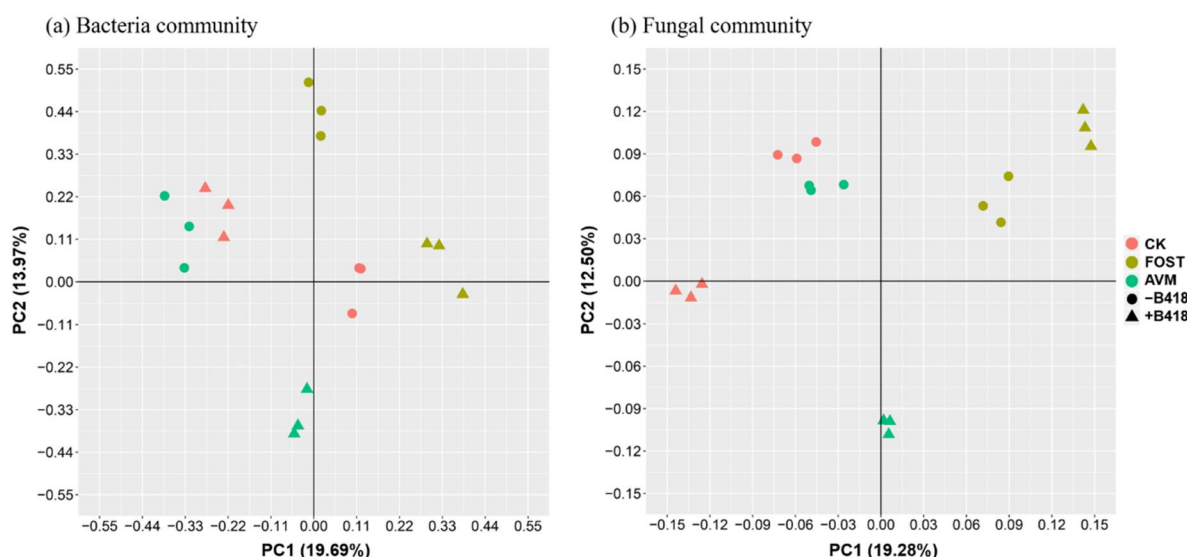 (a) Bacteria community
0.55
0.44
0.33
0.22
0.11
0.00
−0.11
−0.22
−0.33
−0.44
−0.55
PC2 (13.97%)
−0.55 −0.44 −0.33 −0.22 −0.11 0.00 0.11 0.22 0.33 0.44 0.55
PC1 (19.69%)
(b) Fungal community
0.15
0.12
0.09
0.06
0.03
0.00
−0.03
−0.06
−0.09
−0.12
−0.15
PC2 (12.50%)
−0.15 −0.12 −0.09 −0.06 −0.03 0.00 0.03 0.06 0.09 0.12 0.15
PC1 (19.28%)
CK
FOST
AVM
−B418
+B418